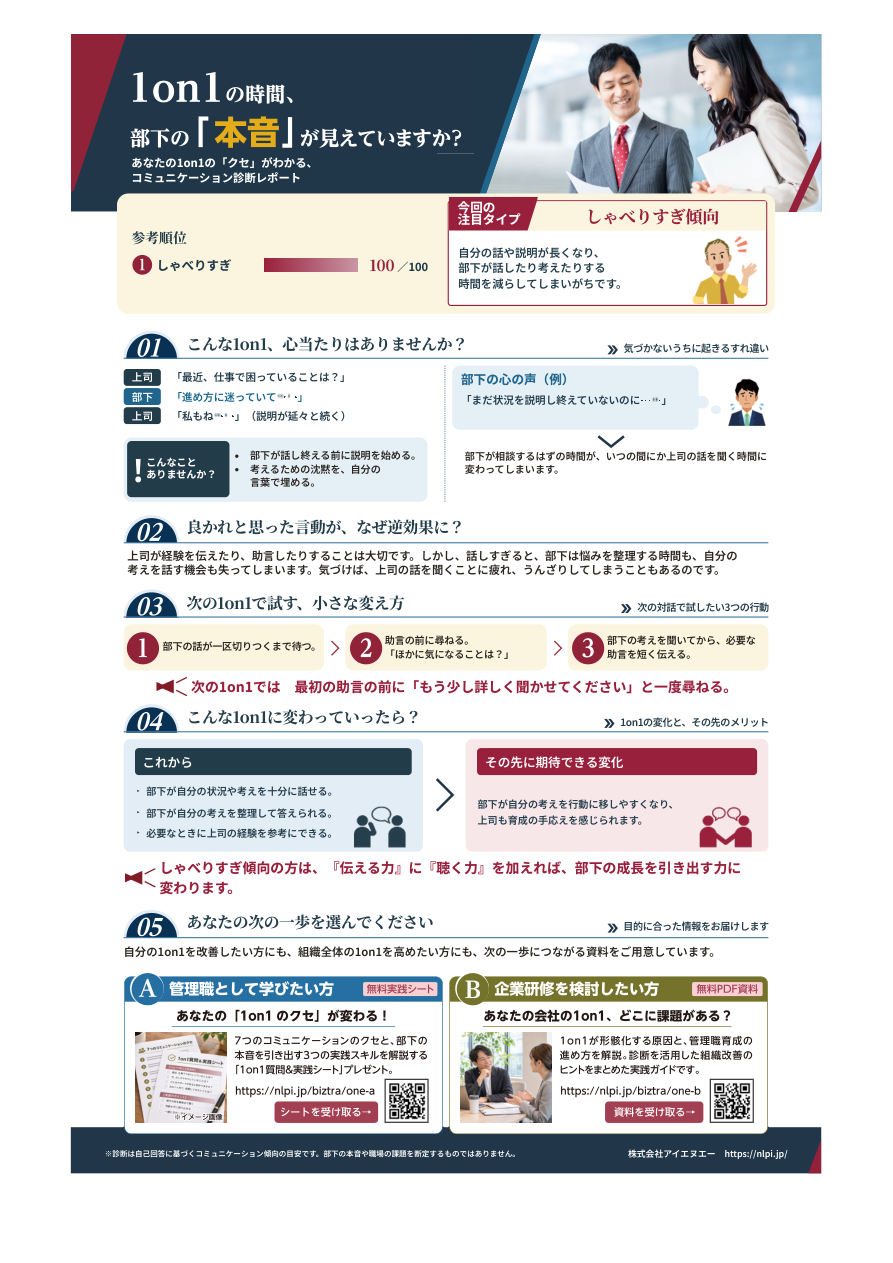 1on1の時間、
部下の「本音」が見えていますか?
あなたの1on1の「クセ」がわかる、
コミュニケーション診断レポート
参考順位
1 しゃべりすぎ 100 ／100
今回の
注目タイプ
しゃべりすぎ傾向
自分の話や説明が長くなり、
部下が話したり考えたりする
時間を減らしてしまいがちです。
01 こんな1on1、心当たりはありませんか？
気づかないうちに起きるすれ違い
上司 「最近、仕事で困っていることは？」
部下 「進め方に迷っていて…‥」
上司 「私もね…‥」（説明が延々と続く）
! こんなこと
ありませんか？
• 部下が話し終える前に説明を始める。
• 考えるための沈黙を、自分の
言葉で埋める。
部下の心の声（例）
「まだ状況を説明し終えていないのに…‥」
部下が相談するはずの時間が、いつの間にか上司の話を聞く時間に
変わってしまいます。
02 良かれと思った言動が、なぜ逆効果に？
上司が経験を伝えたり、助言したりすることは大切です。しかし、話しすぎると、部下は悩みを整理する時間も、自分の
考えを話す機会も失ってしまいます。気づけば、上司の話を聞くことに疲れ、うんざりしてしまうこともあるのです。
03 次の1on1で試す、小さな変え方
次の対話で試したい3つの行動
1 部下の話が一区切りつくまで待つ。
2 助言の前に尋ねる。
「ほかに気になることは？」
3 部下の考えを聞いてから、必要な
助言を短く伝える。
次の1on1では　最初の助言の前に「もう少し詳しく聞かせてください」と一度尋ねる。
04 こんな1on1に変わっていったら？
1on1の変化と、その先のメリット
これから
・ 部下が自分の状況や考えを十分に話せる。
・ 部下が自分の考えを整理して答えられる。
・ 必要なときに上司の経験を参考にできる。
その先に期待できる変化
部下が自分の考えを行動に移しやすくなり、
上司も育成の手応えを感じられます。
しゃべりすぎ傾向の方は、『伝える力』に『聴く力』を加えれば、部下の成長を引き出す力に
変わります。
05 あなたの次の一歩を選んでください
目的に合った情報をお届けします
自分の1on1を改善したい方にも、組織全体の1on1を高めたい方にも、次の一歩につながる資料をご用意しています。
A 管理職として学びたい方 無料実践シート
あなたの「1on1 のクセ」が変わる！
7つのコミュニケーションのクセと、部下の
本音を引き出す3つの実践スキルを解説する
「1on1質問&実践シート」プレゼント。
https://nlpi.jp/biztra/one-a
シートを受け取る→
1on1質問&実践シート
※イメージ画像
B 企業研修を検討したい方 無料PDF資料
あなたの会社の1on1、どこに課題がある？
1on1が形骸化する原因と、管理職育成の
進め方を解説。診断を活用した組織改善の
ヒントをまとめた実践ガイドです。
https://nlpi.jp/biztra/one-b
資料を受け取る→
※診断は自己回答に基づくコミュニケーション傾向の目安です。部下の本音や職場の課題を断定するものではありません。
株式会社アイエヌエー　https://nlpi.jp/